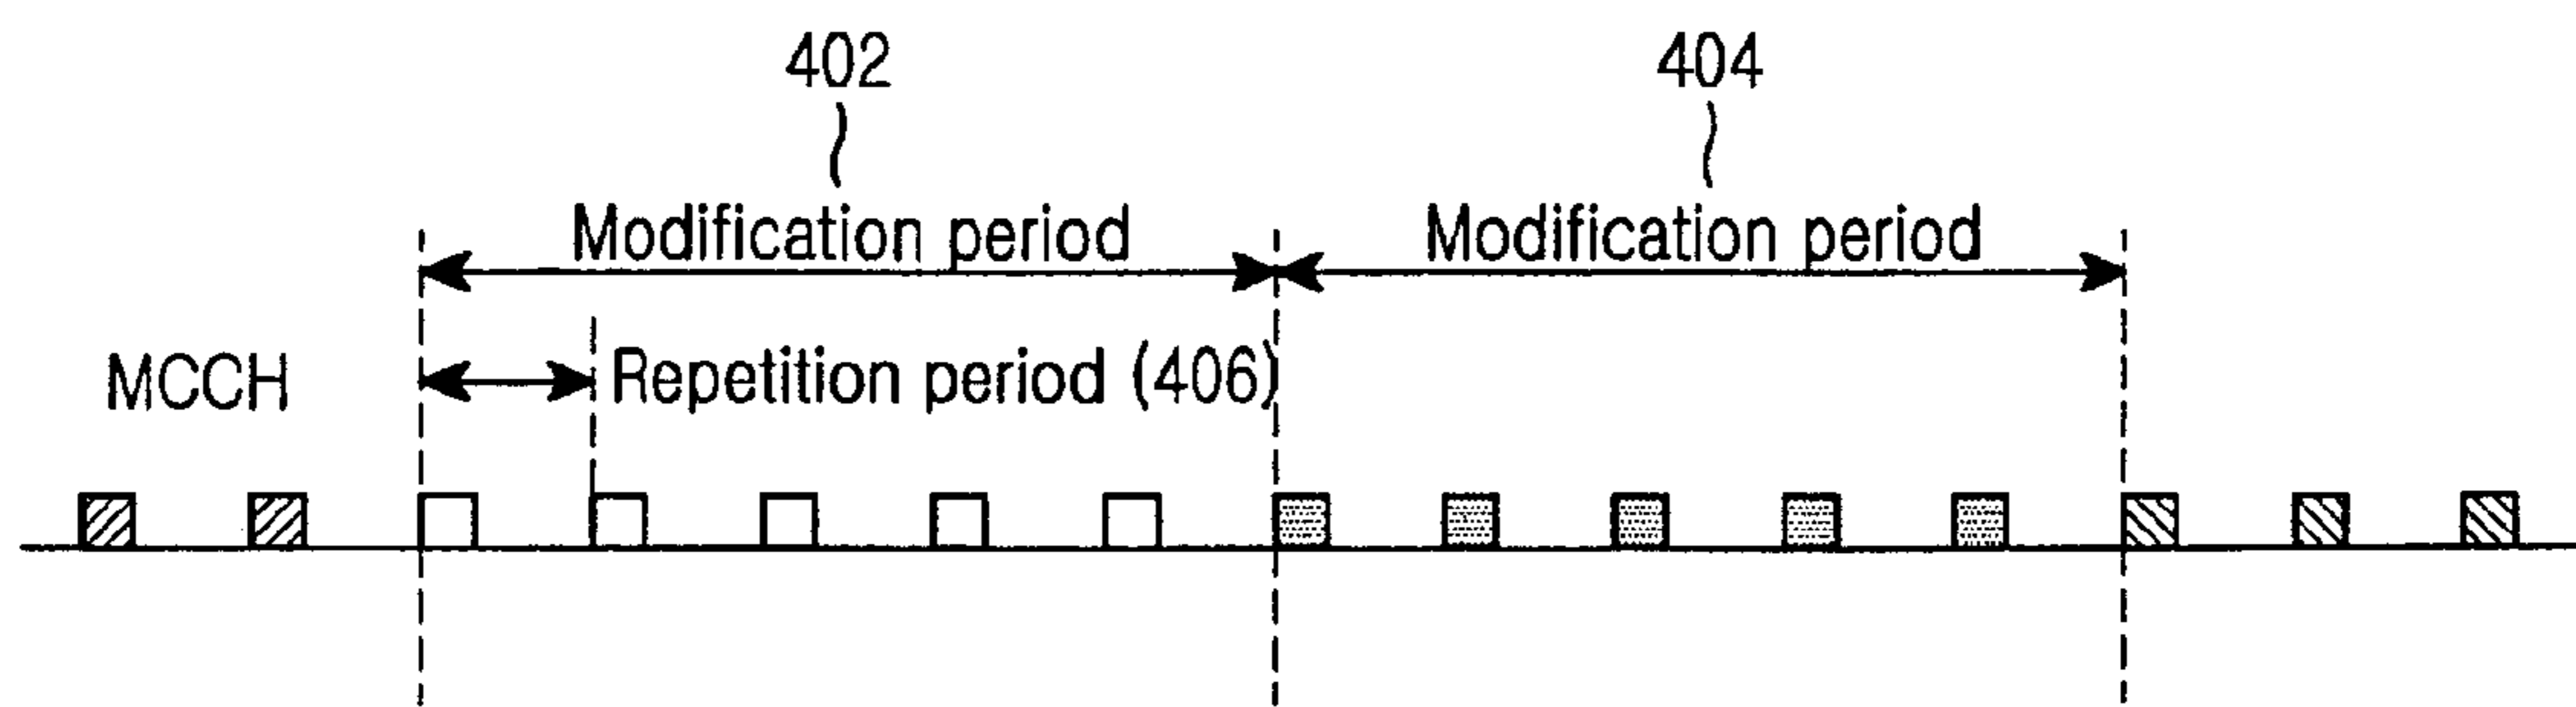 402
404
Modification period
Modification period
MCCH
Repetition period (406)